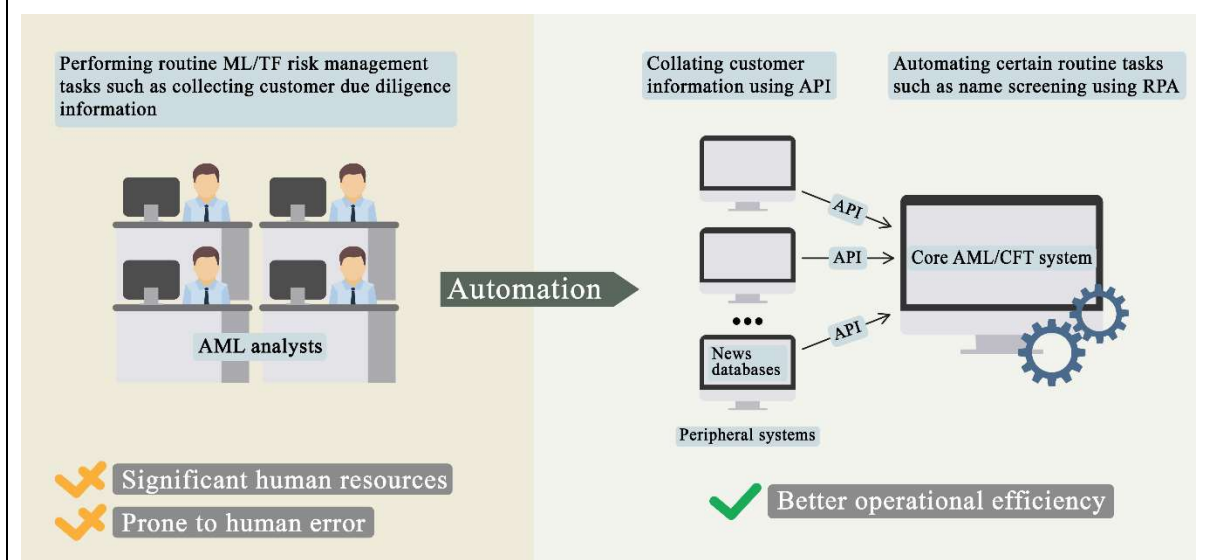 Performing routine ML/TF risk management
tasks such as collecting customer due diligence
information
AML analysts
Significant human resources
Prone to human error
Automation
Collating customer
information using API
Automating certain routine tasks
such as name screening using RPA
API
API
API
Core AML/CFT system
News
databases
Peripheral systems
Better operational efficiency